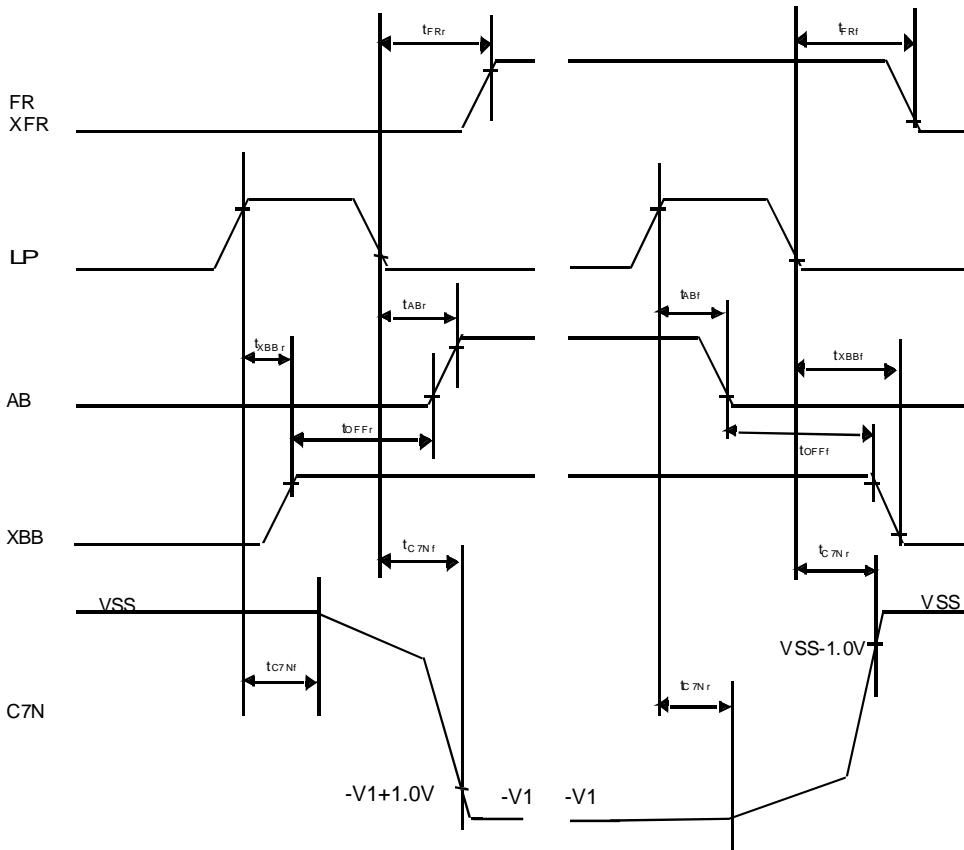 tFRr
tFRf
FR
XFR
LP
tABr
tABf
tXBB r
tXBBf
AB
tOFFr
tOFFf
XBB
tC7Nf
tC7Nr
VSS
VSS
VSS-1.0V
tC7Nf
tC7Nr
C7N
-V1+1.0V
-V1
-V1